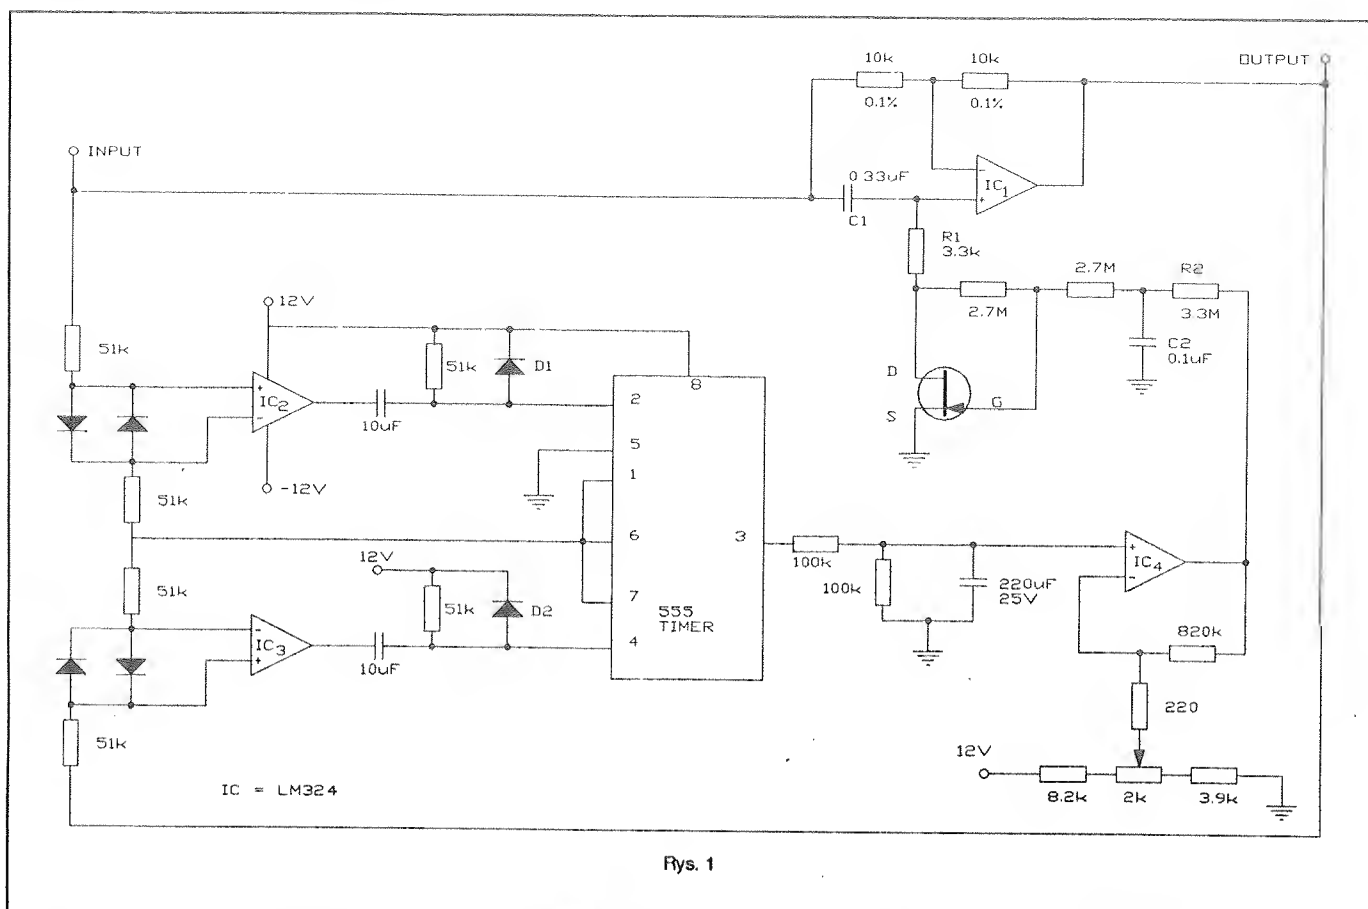 OUTPUT
10k
10k
0.1%
0.1%
INPUT
0.33uF
C1
-
+
IC1
R1
3.3k
2.7M
R2
2.7M
3.3M
C2
0.1uF
D
S
G
12V
51k
+
-
IC2
-12V
10uF
51k
D1
8
2
5
1
6
7
4
3
555
TIMER
51k
51k
12V
51k
D2
-
+
IC3
10uF
51k
100k
100k
220uF
25V
+
-
IC4
820k
220
12V
8.2k
2k
3.9k
IC = LM324
Rys. 1